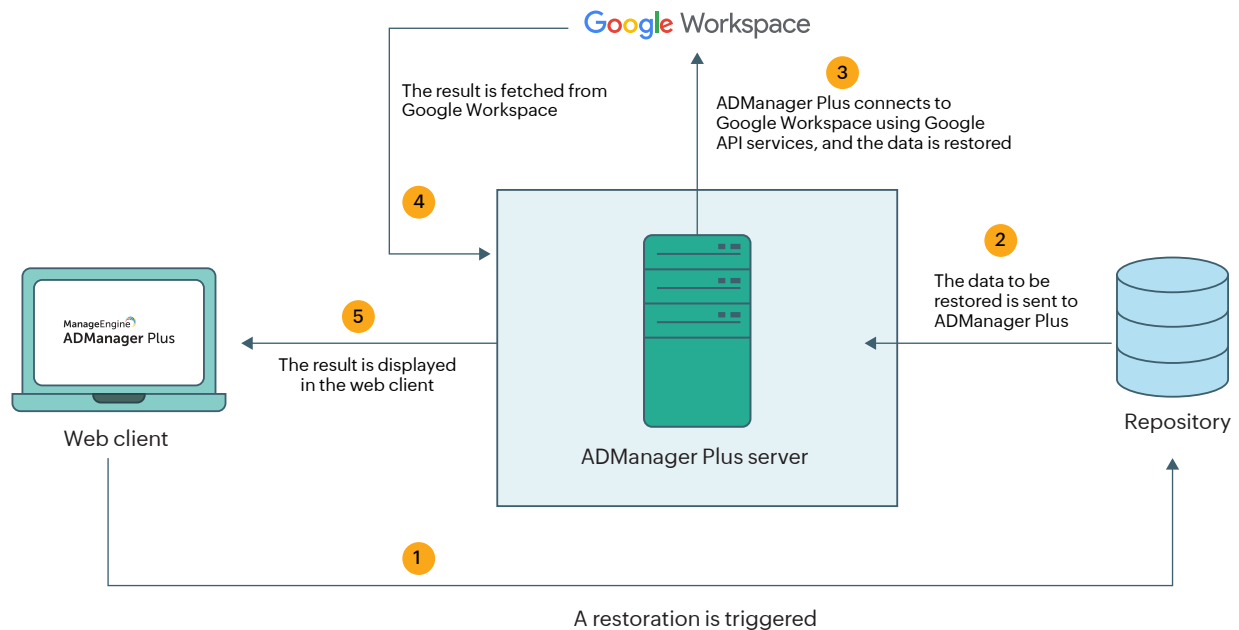 Google Workspace
3
The result is fetched from
Google Workspace
ADManager Plus connects to
Google Workspace using Google
API services, and the data is restored
4
2
The data to be
restored is sent to
ADManager Plus
ManageEngine
ADManager Plus
5
The result is displayed
in the web client
Web client
ADManager Plus server
Repository
1
A restoration is triggered